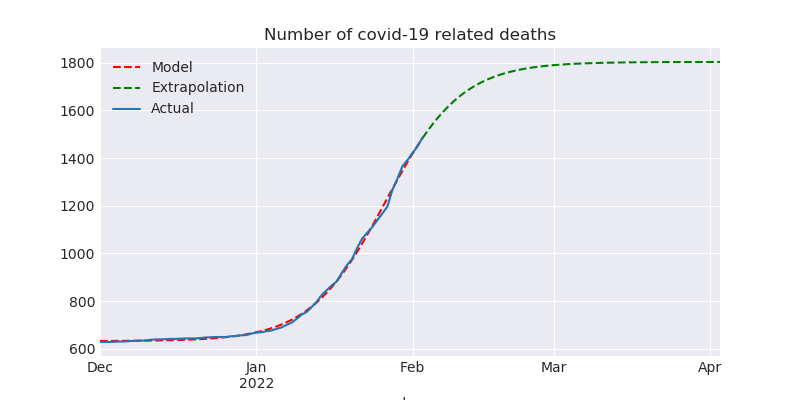 Number of covid-19 related deaths
1800
1600
1400
1200
1000
800
600
Model
Extrapolation
Actual
Dec
Jan
2022
Feb
Mar
Apr